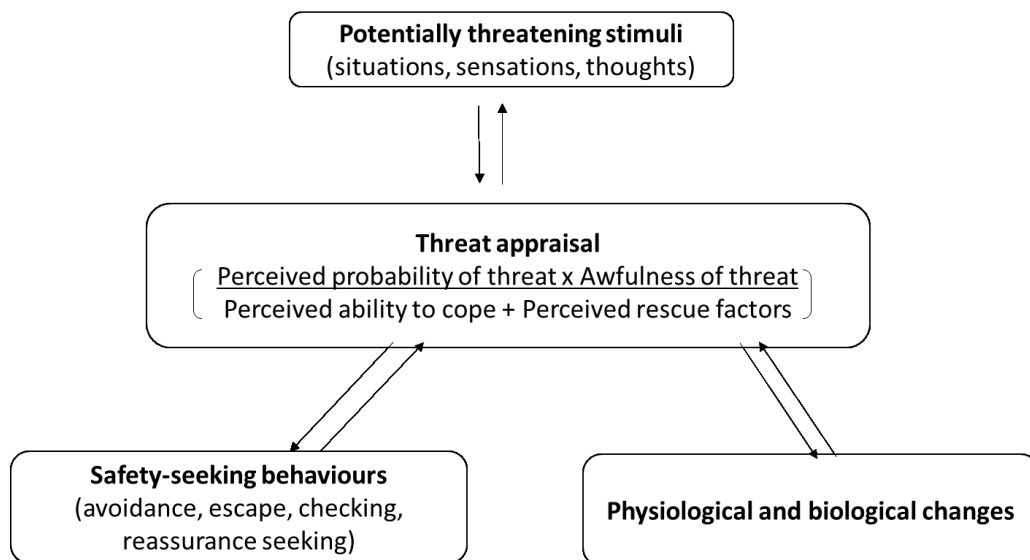 Potentially threatening stimuli
(situations, sensations, thoughts)
Threat appraisal
Perceived probability of threat x Awfulness of threat
Perceived ability to cope + Perceived rescue factors
Safety-seeking behaviours
(avoidance, escape, checking,
reassurance seeking)
Physiological and biological changes